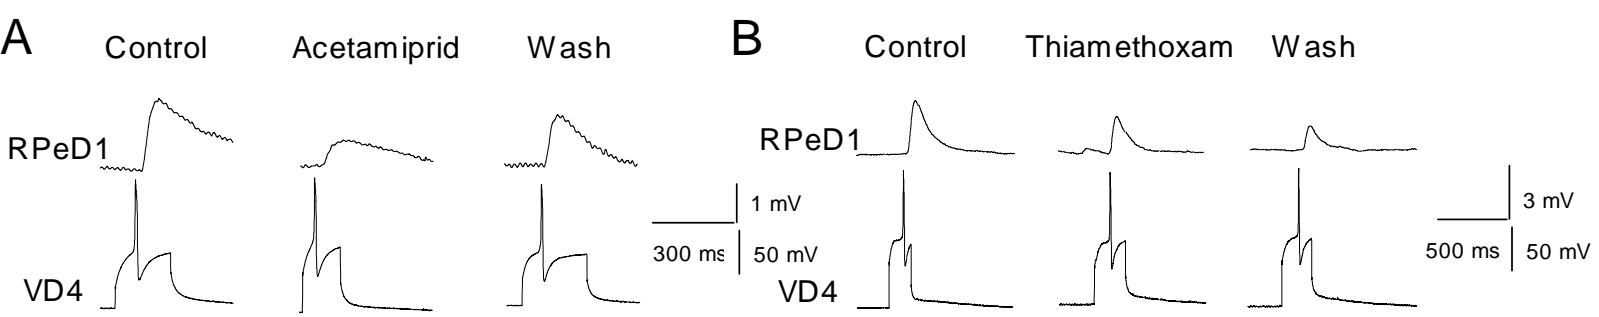 A B
Control Acetamiprid Wash Control Thiamethoxam Wash
RPeD1 RPeD1
1 mV 3 mV
300 ms 50 mV 500 ms 50 mV
VD4 VD4